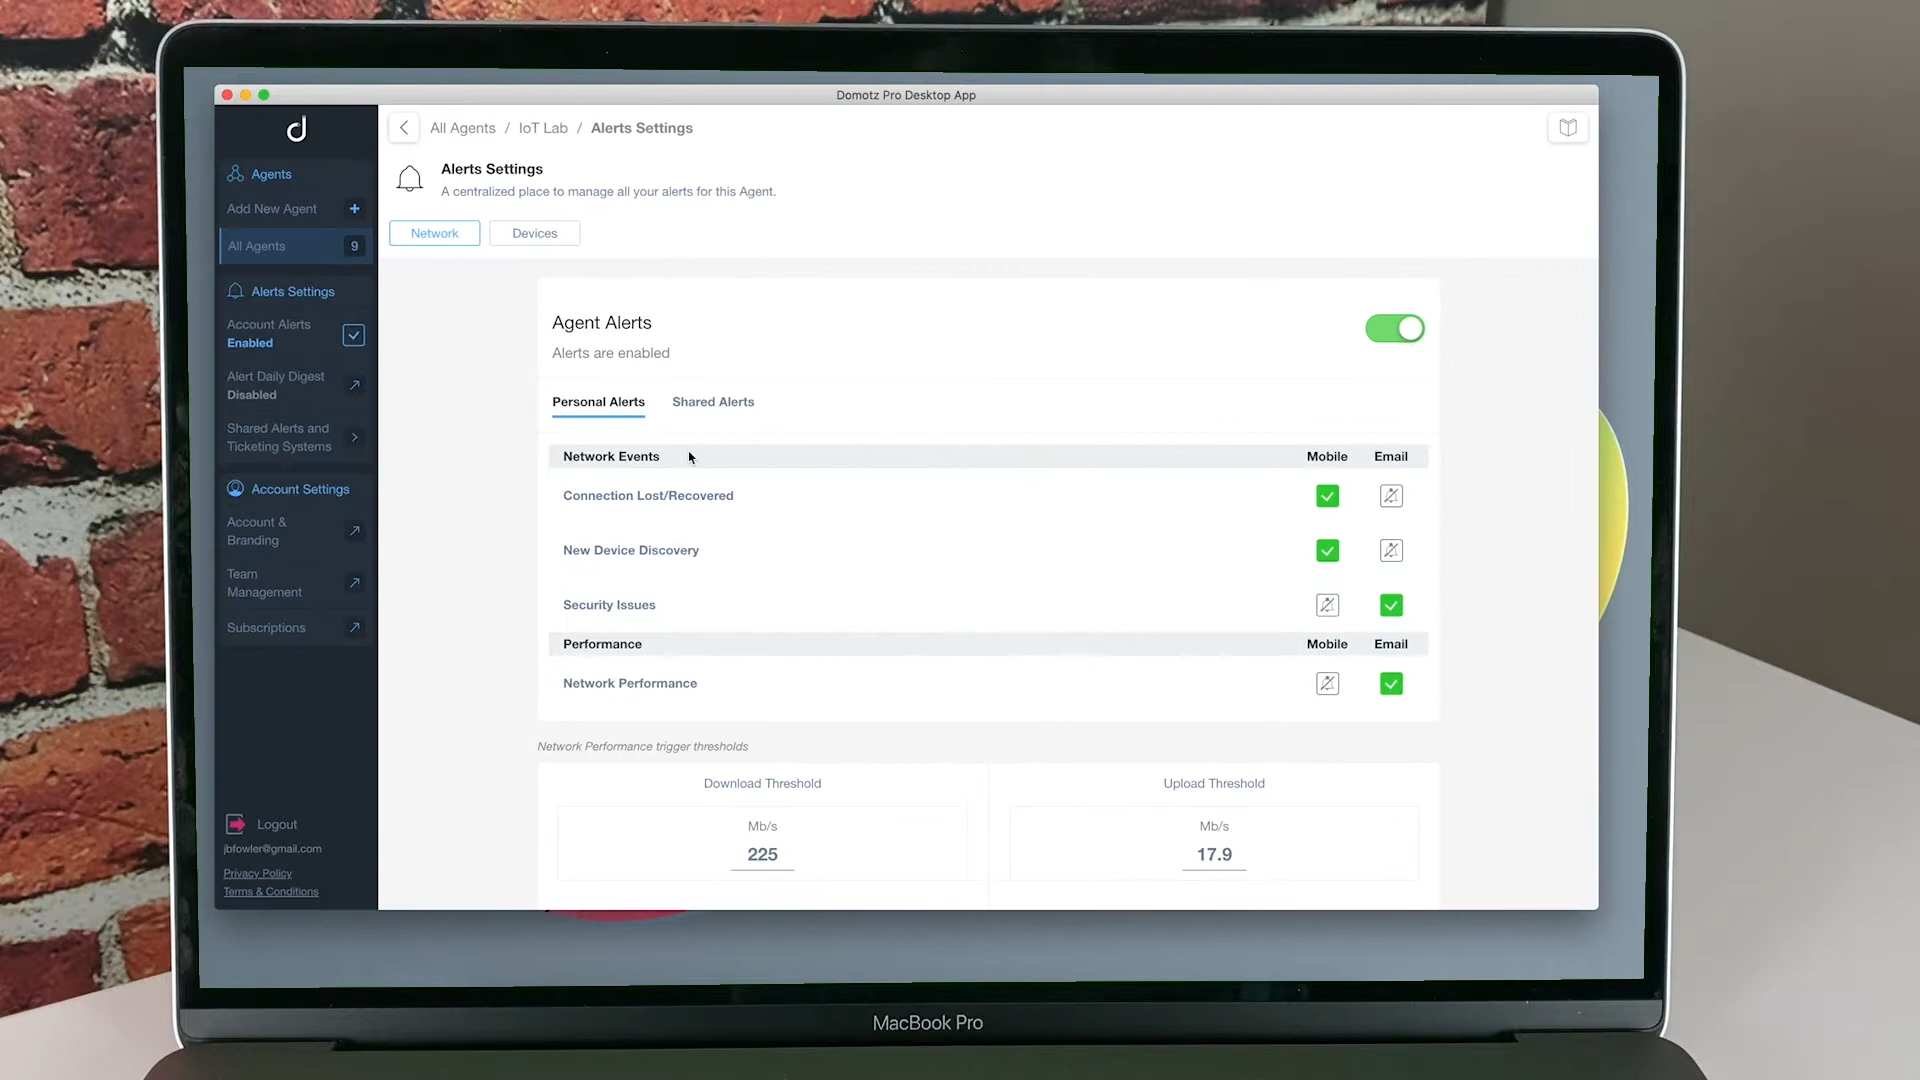 Domotz Pro Desktop App
All Agents / IoT Lab / Alerts Settings
Agents
Add New Agent +
All Agents 9
Alerts Settings
Account Alerts
Enabled
Alert Daily Digest
Disabled
Shared Alerts and
Ticketing Systems
Account Settings
Account &
Branding
Team
Management
Subscriptions
Logout
jbfowler@gmail.com
Privacy Policy
Terms & Conditions
Alerts Settings
A centralized place to manage all your alerts for this Agent.
Network Devices
Agent Alerts
Alerts are enabled
Personal Alerts Shared Alerts
Network Events Mobile Email
Connection Lost/Recovered
New Device Discovery
Security Issues
Performance Mobile Email
Network Performance
Network Performance trigger thresholds
Download Threshold Upload Threshold
Mb/s Mb/s
225 17.9
MacBook Pro